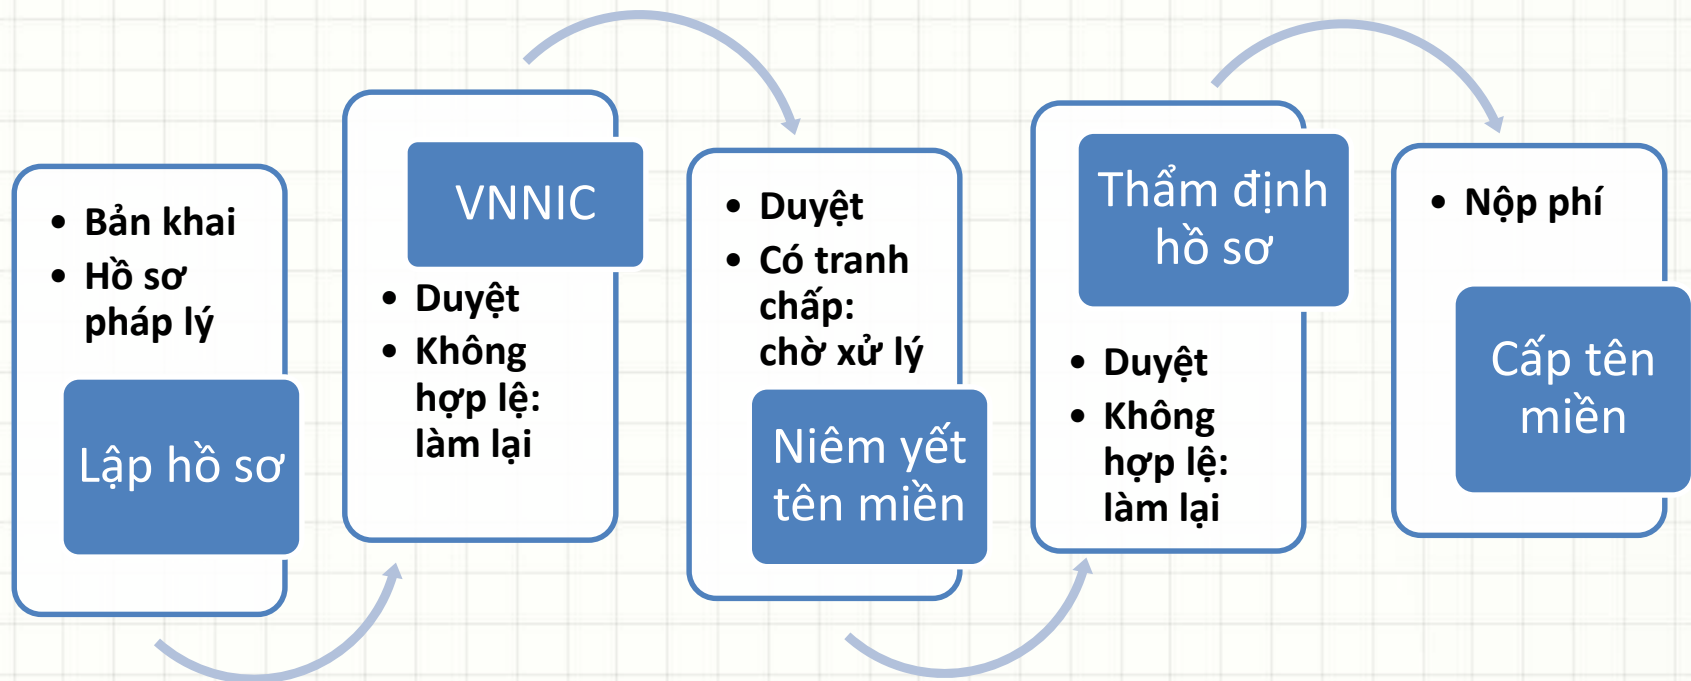 • Bản khai
• Hồ sơ
pháp lý
Lập hồ sơ
VNNIC
• Duyệt
• Không
hợp lệ:
làm lại
• Duyệt
• Có tranh
chấp:
chờ xử lý
Niêm yết
tên miền
Thẩm định
hồ sơ
• Duyệt
• Không
hợp lệ:
làm lại
• Nộp phí
Cấp tên
miền